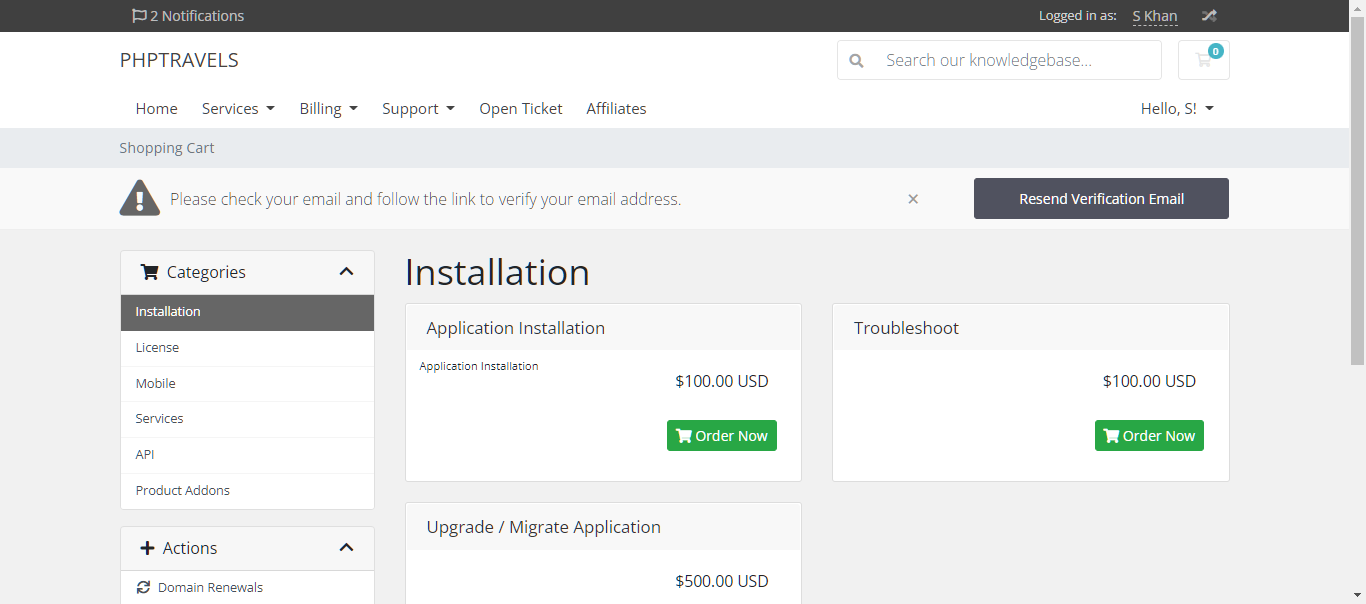 2 Notifications
Logged in as: S Khan
PHPTRAVELS
Search our knowledgebase...
0
Home Services Billing Support Open Ticket Affiliates
Hello, S!
Shopping Cart
Please check your email and follow the link to verify your email address.
×
Resend Verification Email
Categories
Installation
License
Mobile
Services
API
Product Addons
Actions
Domain Renewals
Installation
Application Installation
Application Installation
$100.00 USD
Order Now
Troubleshoot
$100.00 USD
Order Now
Upgrade / Migrate Application
$500.00 USD